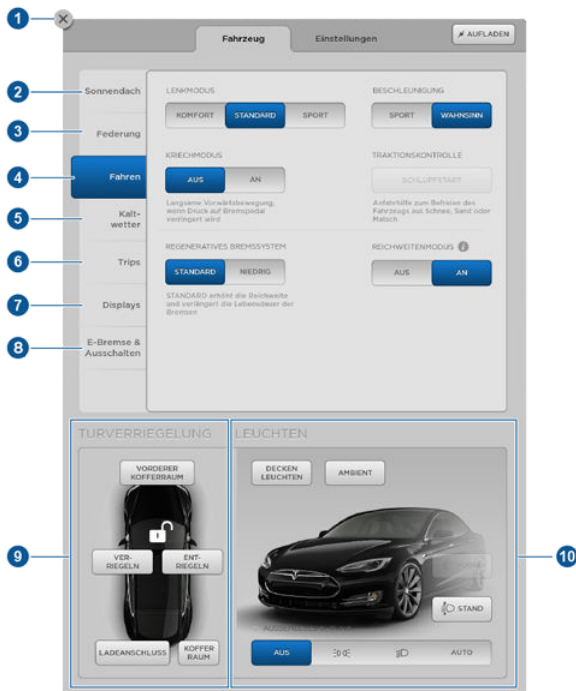 1
Fahrzeug
Einstellungen
AUFLADEN
2
Sonnendach
3
Federung
4
Fahren
5
Kalt-
wetter
6
Trips
7
Displays
8
E-Bremse &
Ausschalten
LENKMODUS
KOMFORT STANDARD SPORT
BESCHLEUNIGUNG
SPORT WAHNSINN
KRIECHMODUS
AUS AN
Langsame Vorwärtsbewegung,
wenn Druck auf Bremspedal
verringert wird
TRAKTIONSKONTROLLE
SCHLUPFSTART
Anfahrhilfe zum Befreien des
Fahrzeugs aus Schnee, Sand oder
Matsch
REGENERATIVES BREMSSYSTEM
STANDARD NIEDRIG
STANDARD erhöht die Reichweite
und verlängert die Lebensdauer der
Bremsen
REICHWEITENMODUS i
AUS AN
9
TÜRVERRIEGELUNG
VORDERER
KOFFERRAUM
VER-
RIEGELN
ENT-
RIEGELN
LADEANSCHLUSS
KOFFER
RAUM
10
LEUCHTEN
DECKEN
LEUCHTEN
AMBIENT
STAND
AUS
AUTO